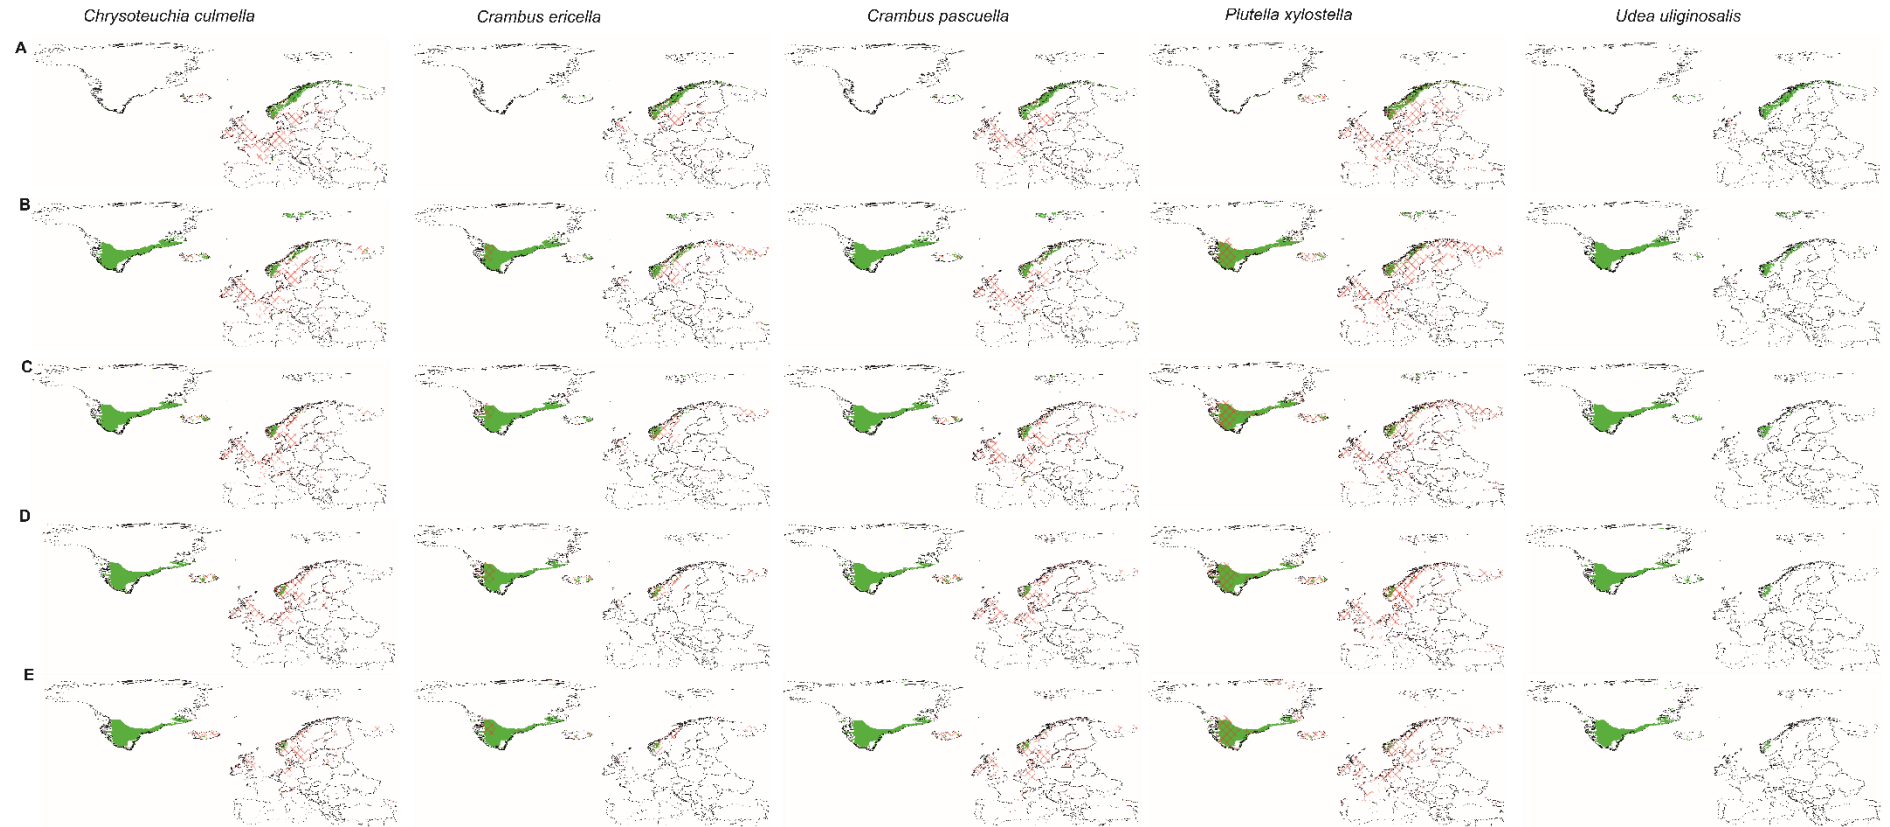 Chrysoteuchia culmella Crambus ericella Crambus pascuella Plutella xylostella Udea uliginosalis
A
B
C
D
E